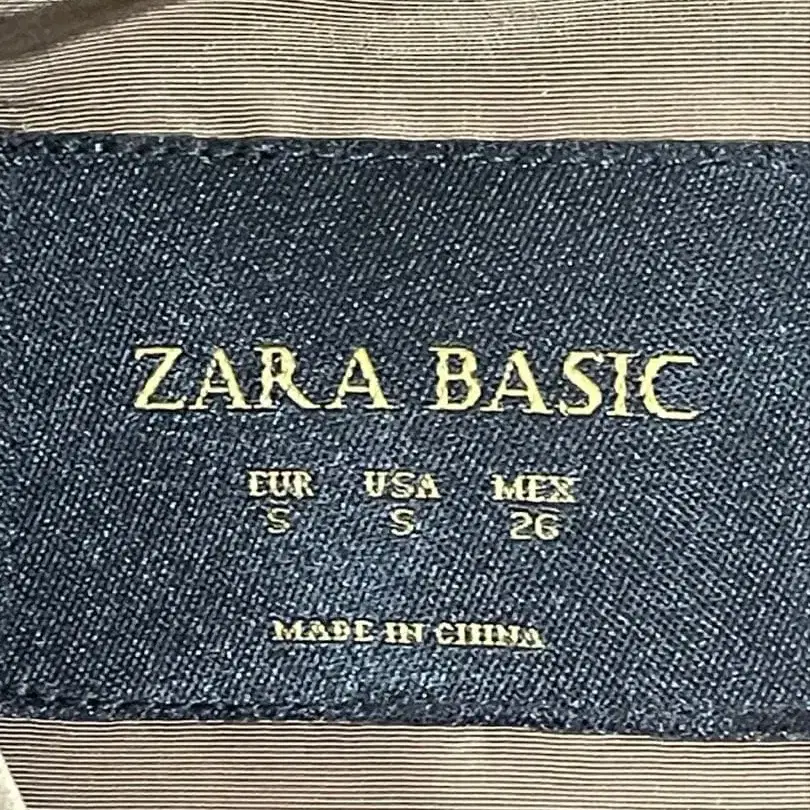 ZARA BASIC
EUR USA MEX
S S 26
MADE IN CHINA